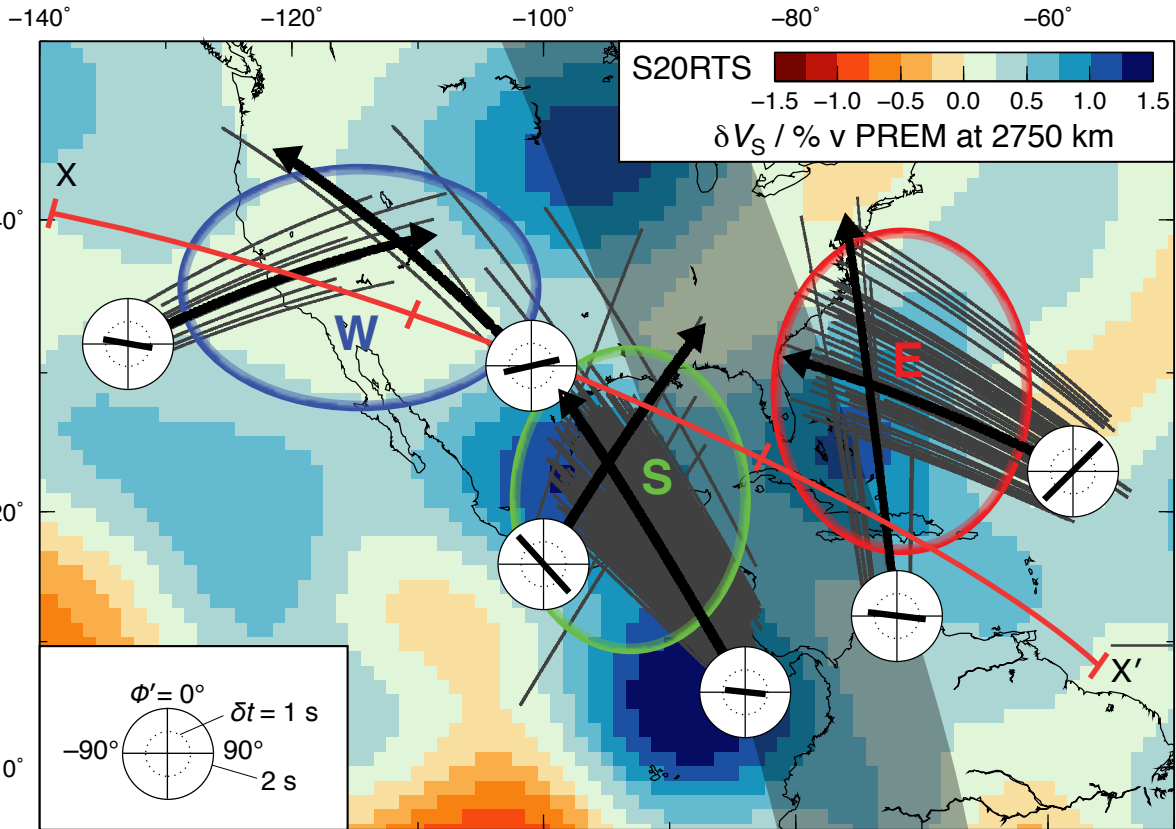 −140˚ −120˚ −100˚ −80˚ −60˚
S20RTS
−1.5 −1.0 −0.5 0.0 0.5 1.0 1.5
δVS / % v PREM at 2750 km
X
40˚
W
E
S
20˚
X′
ϕ′ = 0°
δt = 1 s
−90° 90°
2 s
0˚